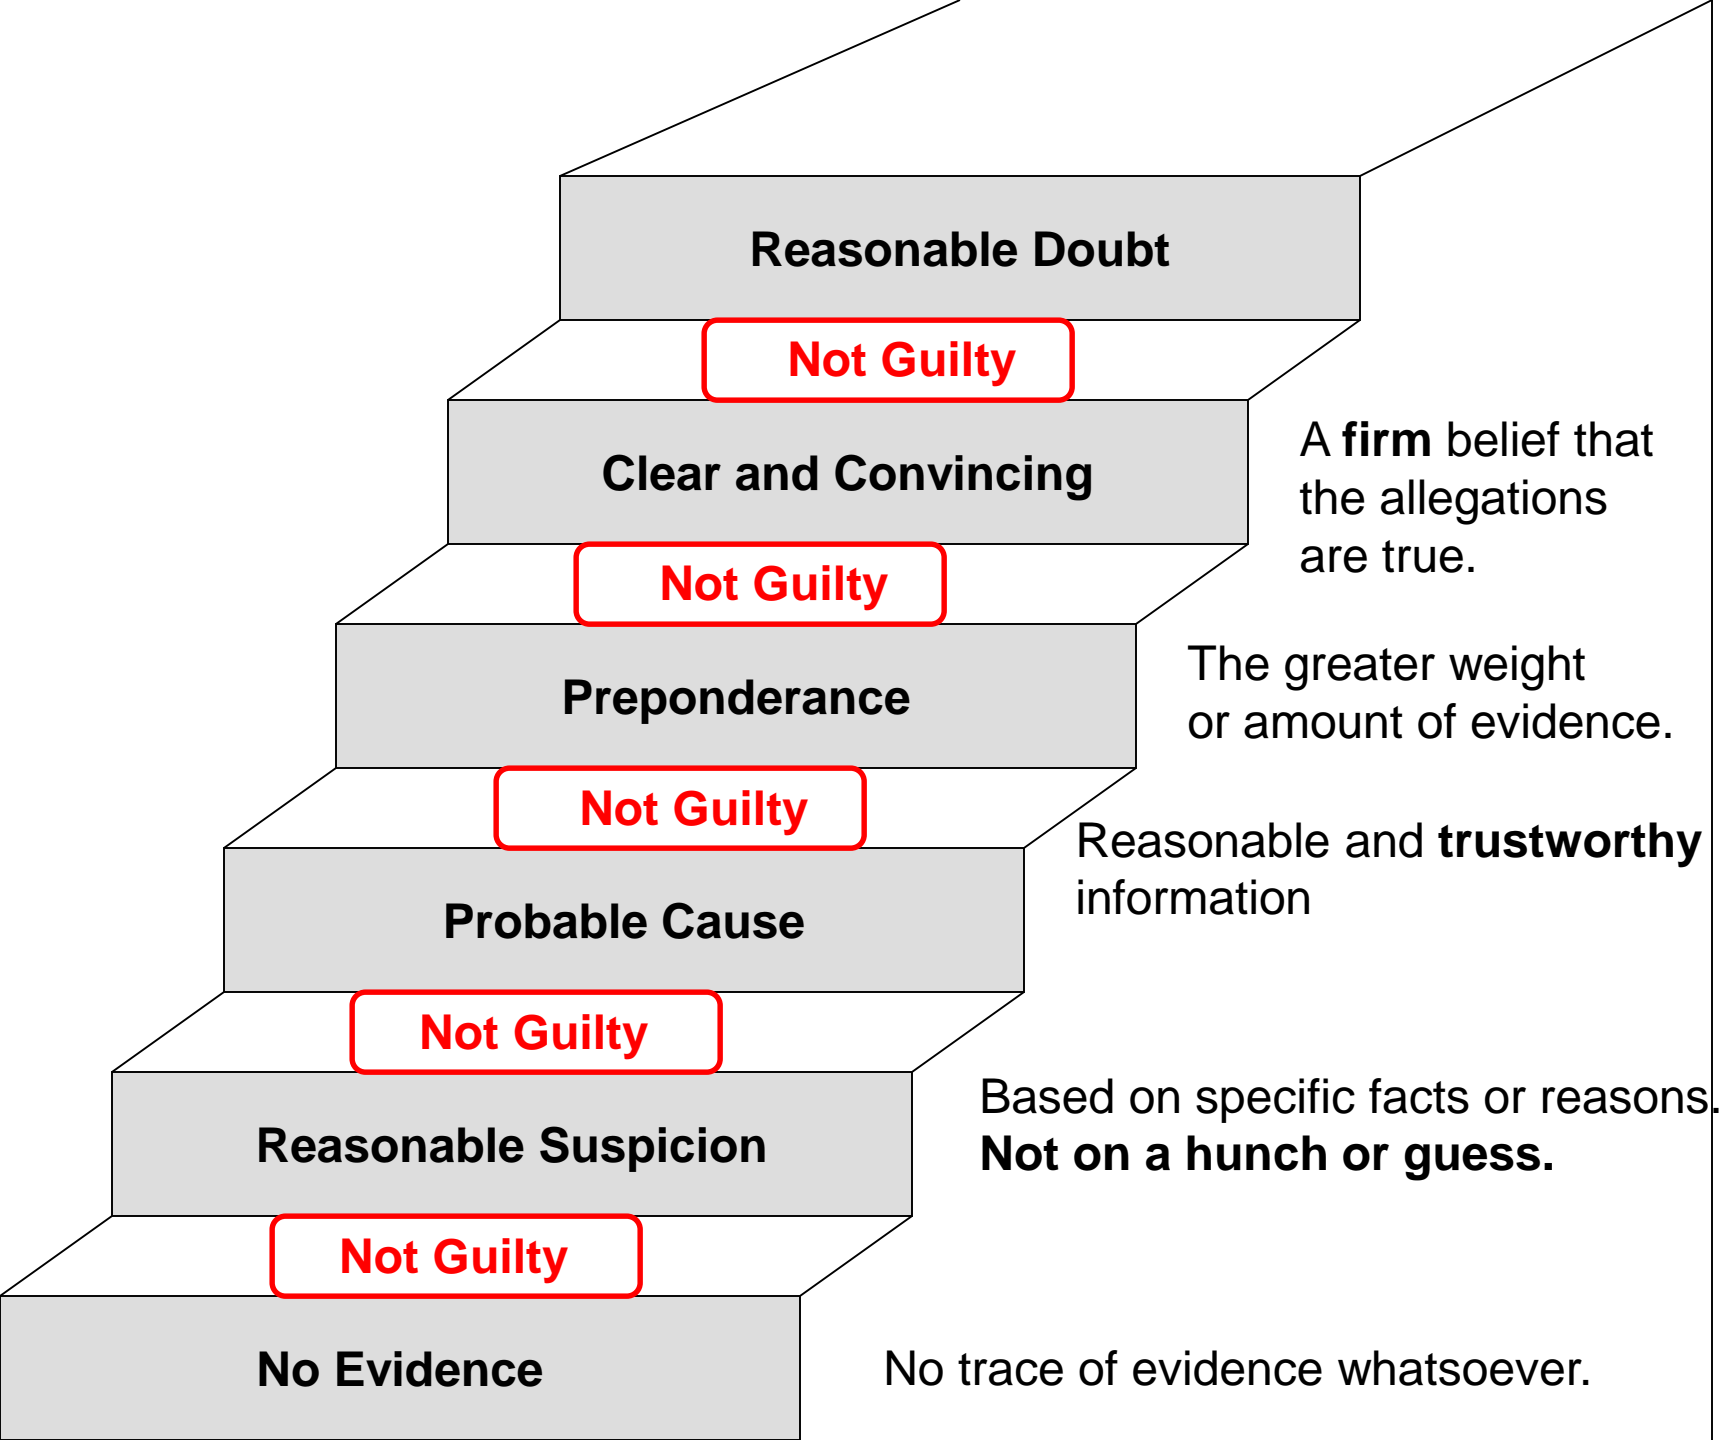 Reasonable Doubt
Not Guilty
Clear and Convincing
A firm belief that
the allegations
are true.
Not Guilty
Preponderance
The greater weight
or amount of evidence.
Not Guilty
Probable Cause
Reasonable and trustworthy
information
Not Guilty
Reasonable Suspicion
Based on specific facts or reasons.
Not on a hunch or guess.
Not Guilty
No Evidence
No trace of evidence whatsoever.